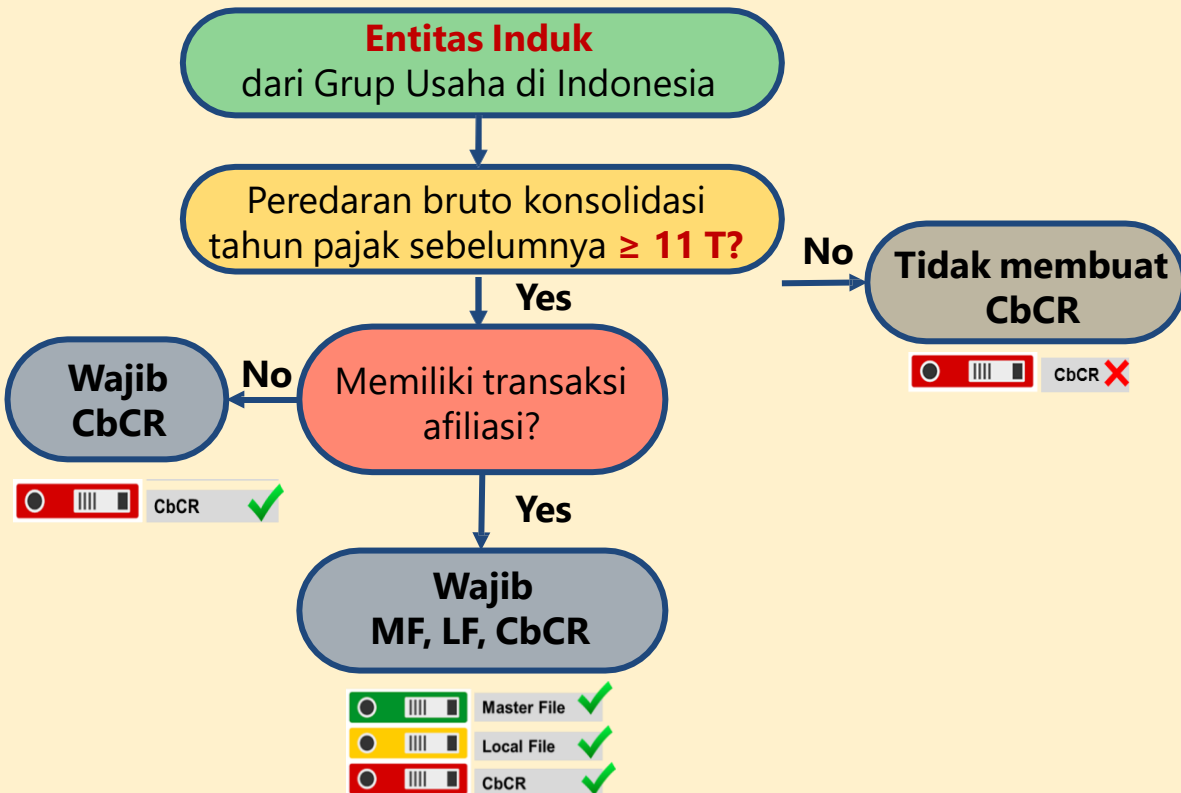 Entitas Induk
dari Grup Usaha di Indonesia
Peredaran bruto konsolidasi
tahun pajak sebelumnya ≥ 11 T?
No
Tidak membuat
CbCR
CbCR
Yes
Memiliki transaksi
afiliasi?
No
Wajib
CbCR
CbCR
Yes
Wajib
MF, LF, CbCR
Master File
Local File
CbCR